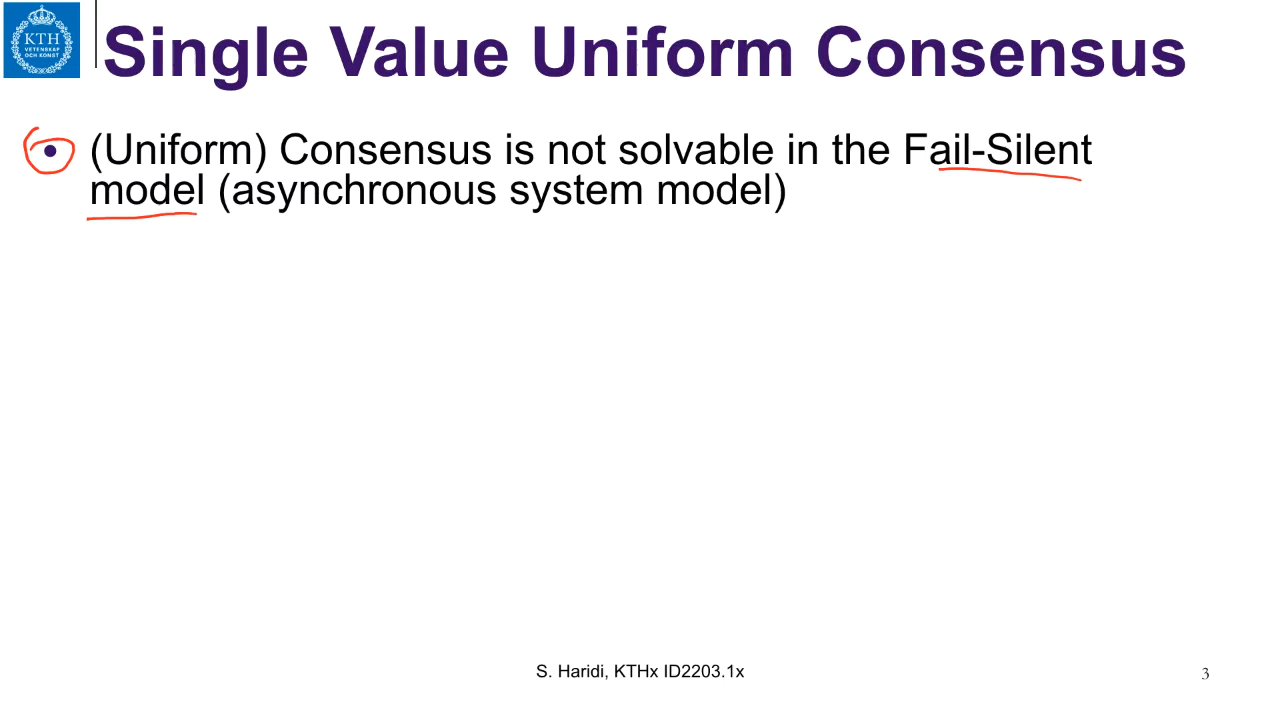 KTH
VETENSKAP
OCH KONST
Single Value Uniform Consensus
(Uniform) Consensus is not solvable in the Fail-Silent
model (asynchronous system model)
S. Haridi, KTHx ID2203.1x
3